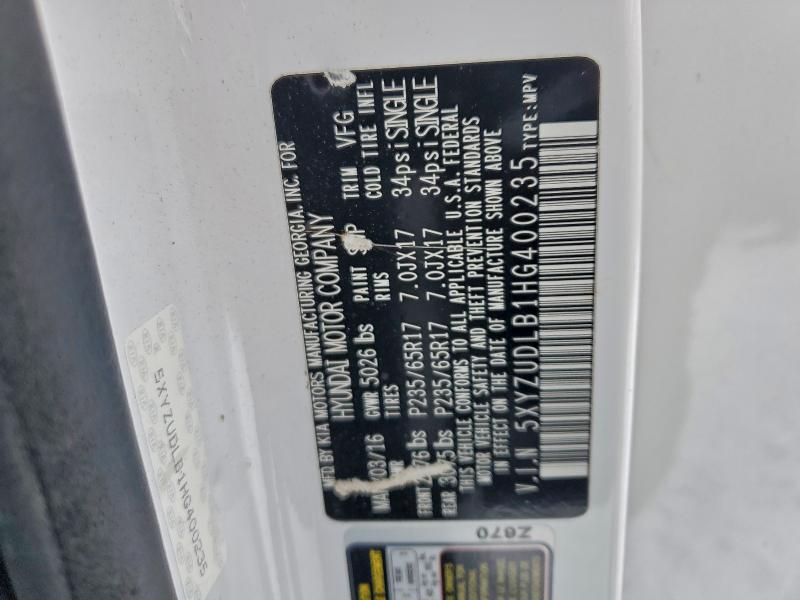 MFD BY KIA MOTORS MANUFACTURING GEORGIA, INC. FOR
HYUNDAI MOTOR COMPANY
03/16 GVWR 5026 lbs PAINT TRIM VFG
TIRES RIMS COLD TIRE INFL
FRONT P235/65R17 7.0JX17 34psi SINGLE
REAR P235/65R17 7.0JX17 34psi SINGLE
THIS VEHICLE CONFORMS TO ALL APPLICABLE U.S.A. FEDERAL
MOTOR VEHICLE SAFETY AND THEFT PREVENTION STANDARDS
IN EFFECT ON THE DATE OF MANUFACTURE SHOWN ABOVE
V.I.N 5XYZUDLB1HG400235 TYPE:MPV
5XYZUDLB1HG400235
Z670